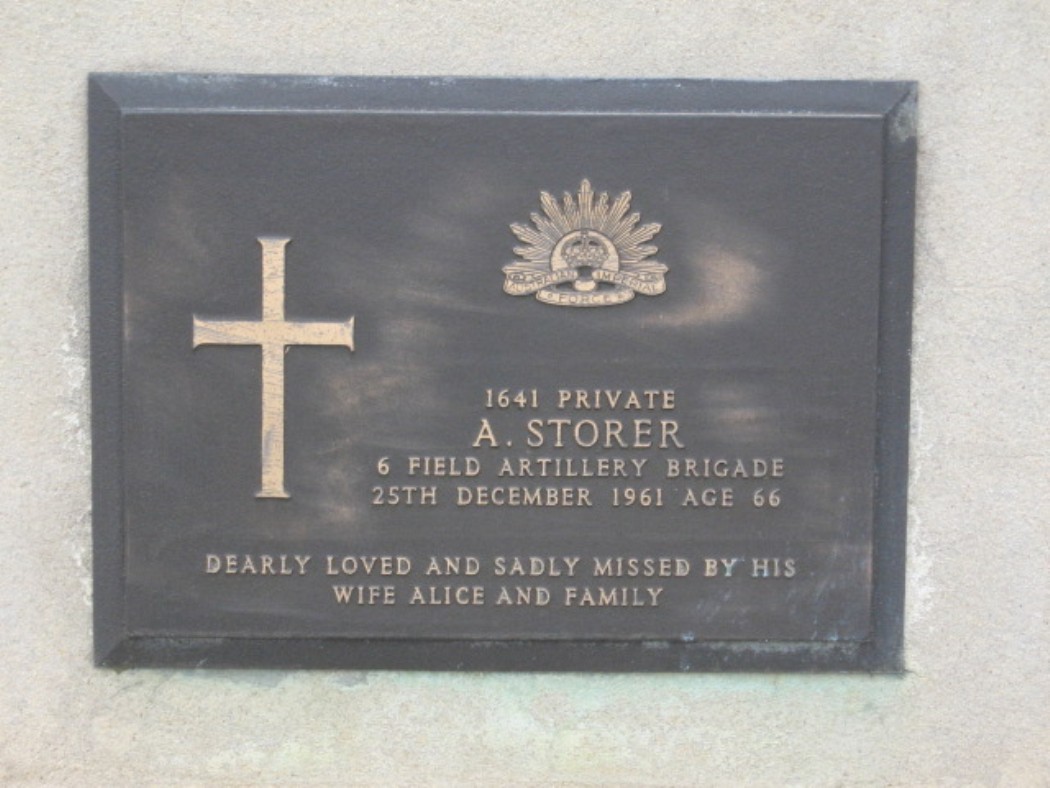 AUSTRALIAN IMPERIAL
FORCE
1641 PRIVATE
A. STORER
6 FIELD ARTILLERY BRIGADE
25TH DECEMBER 1961 AGE 66
DEARLY LOVED AND SADLY MISSED BY HIS
WIFE ALICE AND FAMILY